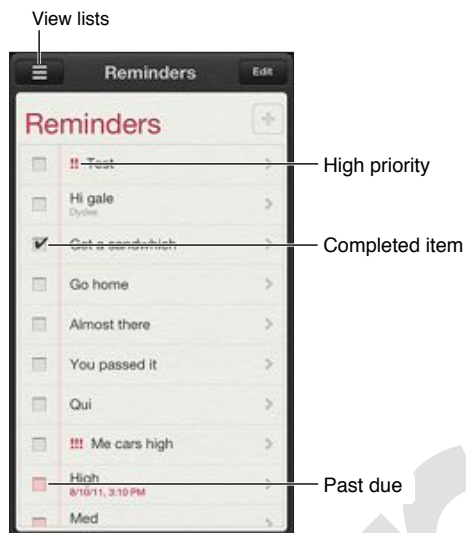 View lists
Reminders Edit
Reminders
!! Test
High priority
Hi gale
Dydee
Get a sandwhich
Completed item
Go home
Almost there
You passed it
Qui
!!! Me cars high
High
8/10/11, 3:10 PM
Past due
Med